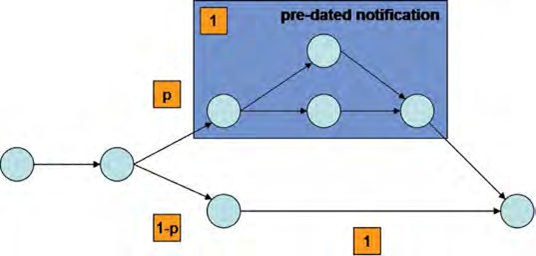 1
pre-dated notification
p
1-p
1